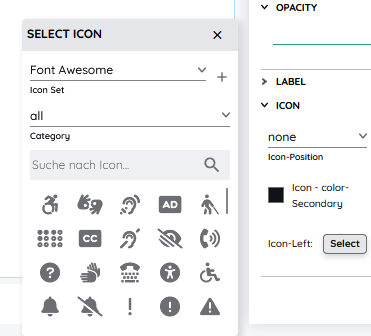 SELECT ICON
Font Awesome
Icon Set
all
Category
Suche nach Icon...
AD
CC
OPACITY
LABEL
ICON
none
Icon-Position
Icon - color-
Secondary
Icon-Left:
Select